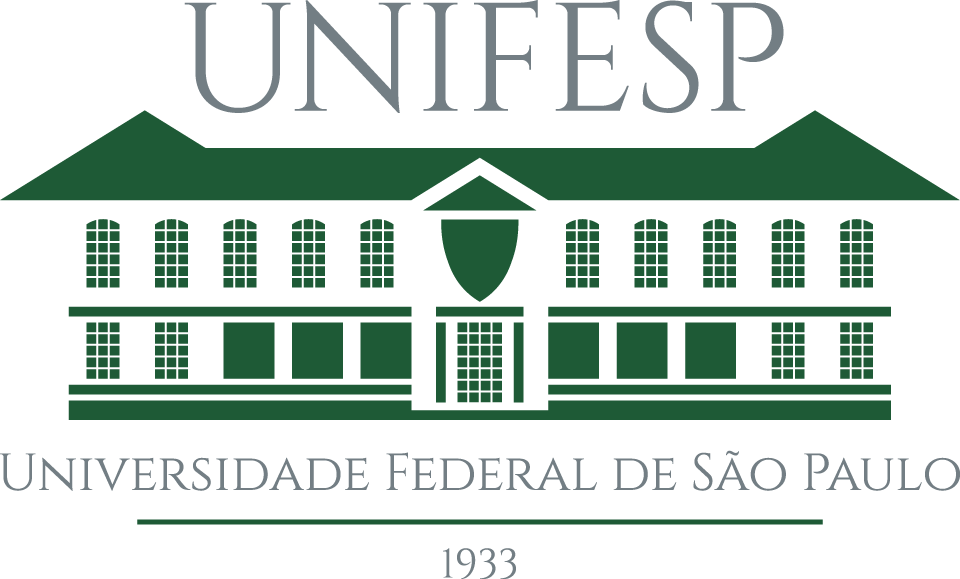 UNIFESP
UNIVERSIDADE FEDERAL DE SÃO PAULO
1933